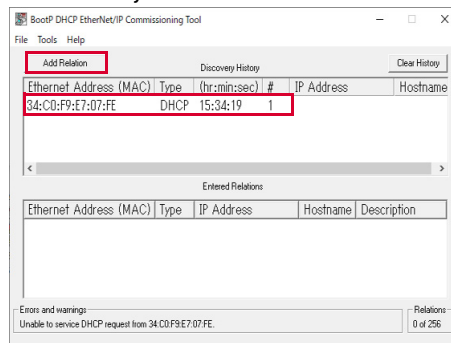 BootP DHCP EtherNet/IP Commissioning Tool
File Tools Help
Add Relation
Discovery History
Clear History
Ethernet Address (MAC) Type (hr:min:sec) # IP Address Hostname
34:C0:F9:E7:07:FE DHCP 15:34:19 1
Entered Relations
Ethernet Address (MAC) Type IP Address Hostname Description
Errors and warnings
Unable to service DHCP request from 34:C0:F9:E7:07:FE.
Relations
0 of 256